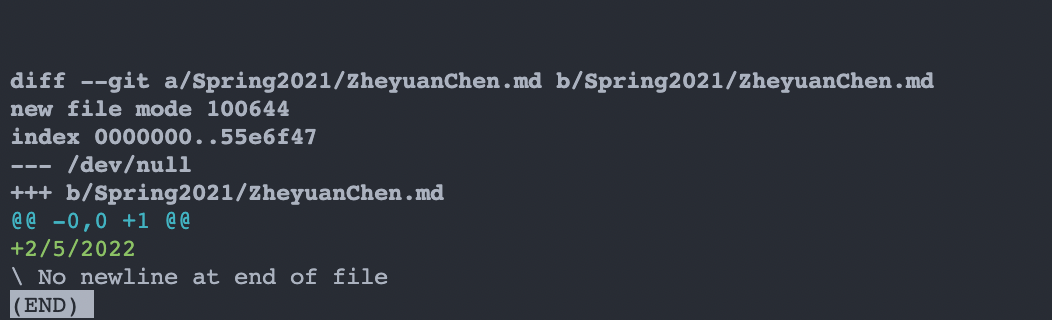 diff --git a/Spring2021/ZheyuanChen.md b/Spring2021/ZheyuanChen.md
new file mode 100644
index 0000000..55e6f47
--- /dev/null
+++ b/Spring2021/ZheyuanChen.md
@@ -0,0 +1 @@
+2/5/2022
\ No newline at end of file
(END)